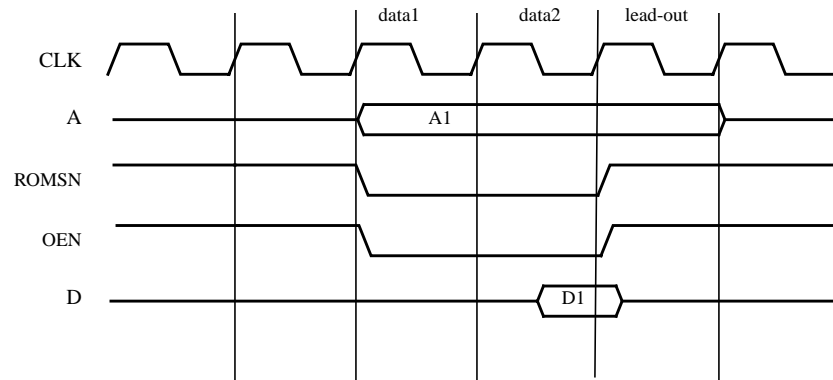 data1 data2 lead-out
CLK
A A1
ROMSN
OEN
D D1